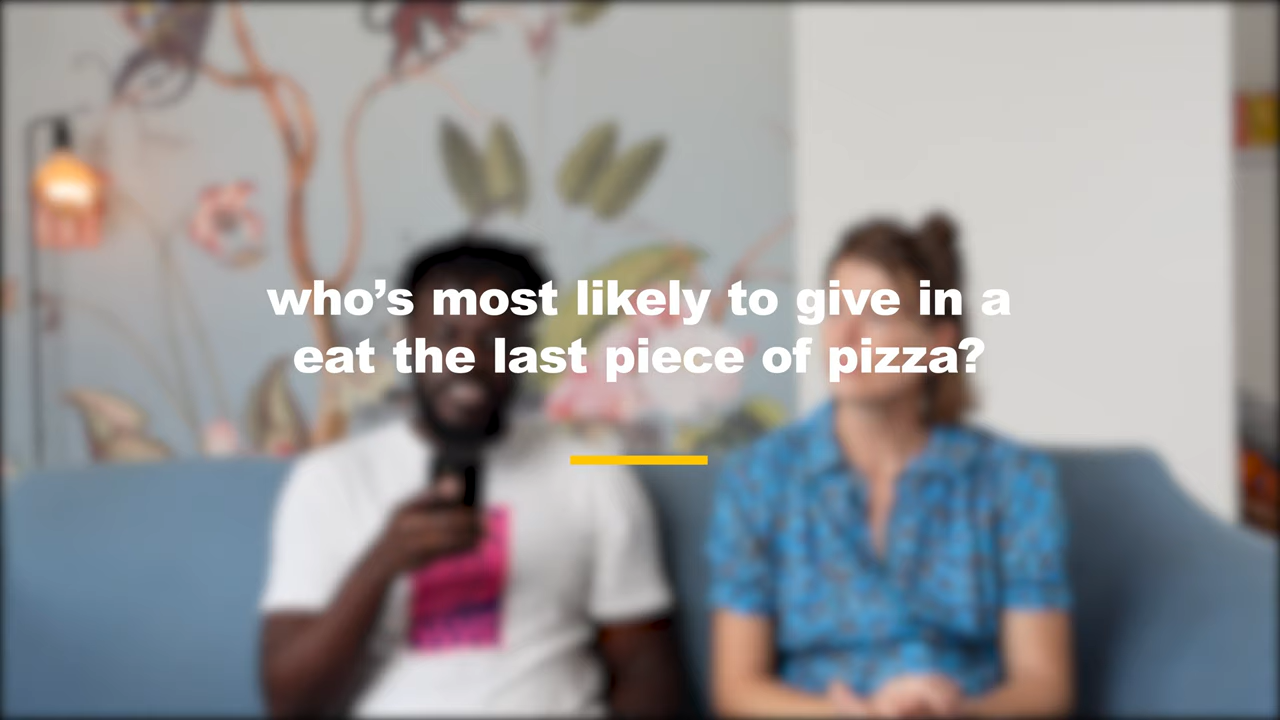 who’s most likely to give in a
eat the last piece of pizza?